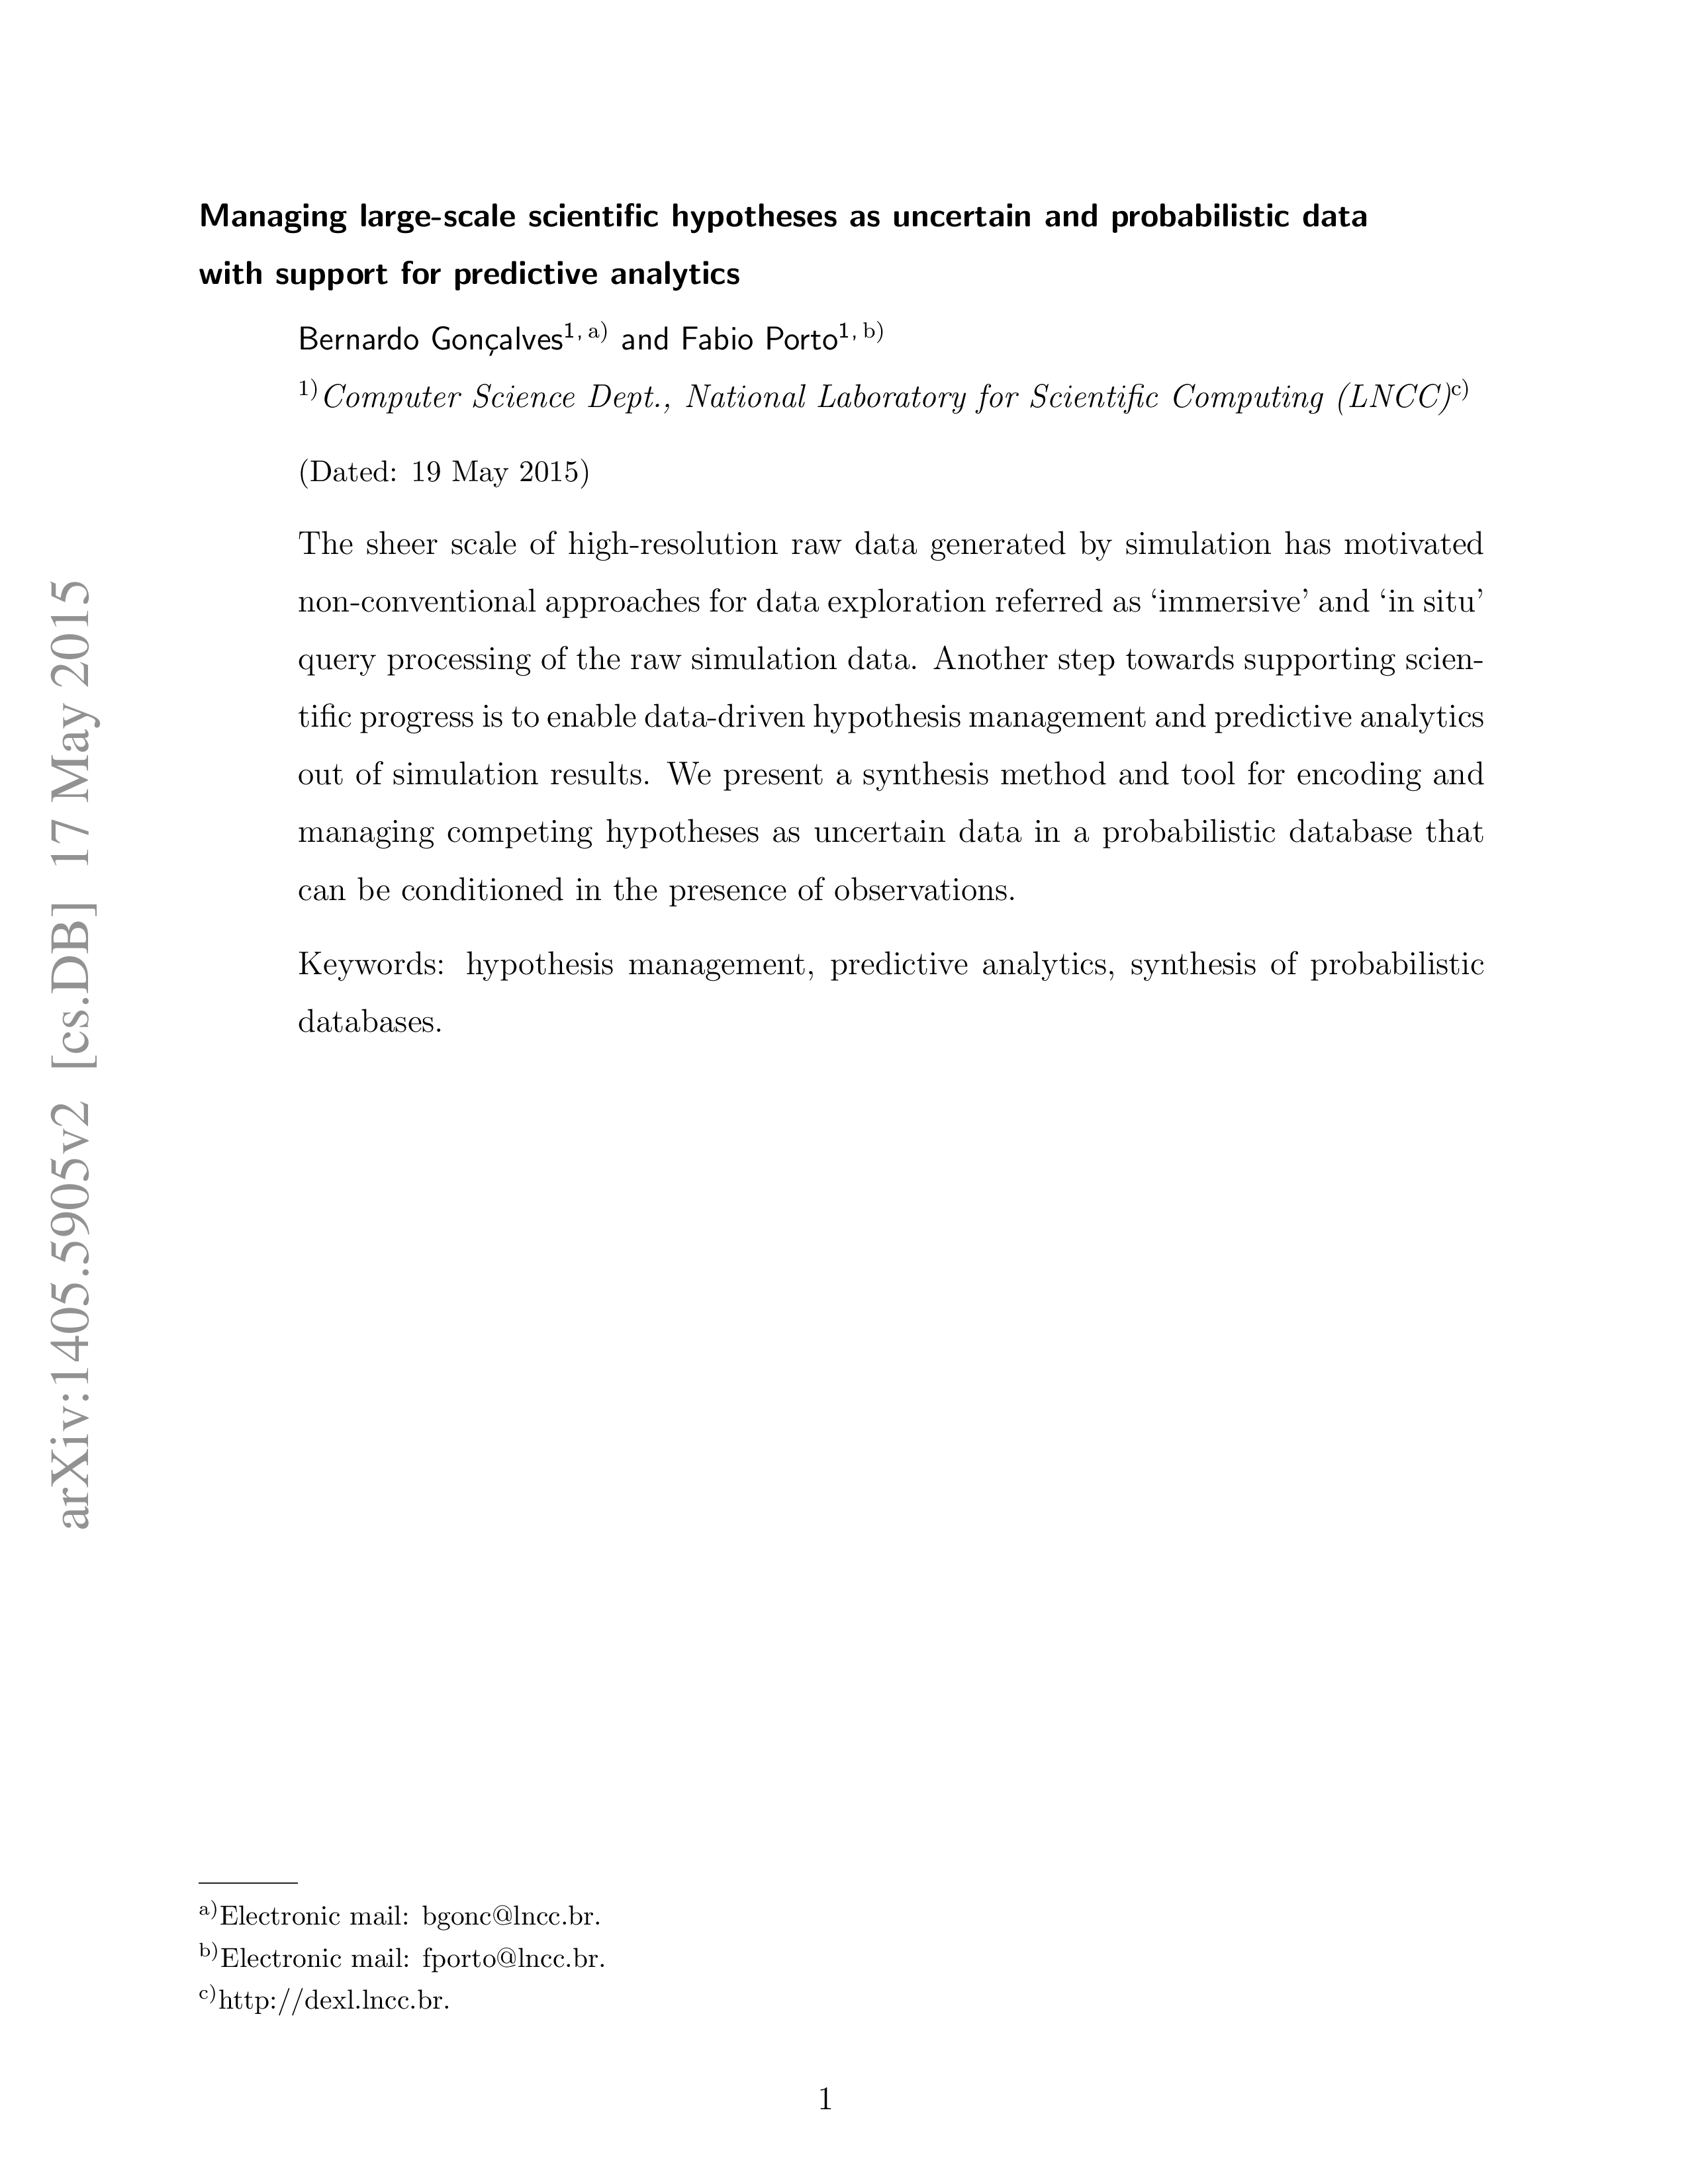 Managing large-scale scientific hypotheses as uncertain and probabilistic data
with support for predictive analytics
Bernardo Gonçalves1, a) and Fabio Porto1, b)
1)Computer Science Dept., National Laboratory for Scientific Computing (LNCC)c)
(Dated: 19 May 2015)
The sheer scale of high-resolution raw data generated by simulation has motivated
non-conventional approaches for data exploration referred as ‘immersive’ and ‘in situ’
query processing of the raw simulation data. Another step towards supporting scien-
tific progress is to enable data-driven hypothesis management and predictive analytics
out of simulation results. We present a synthesis method and tool for encoding and
managing competing hypotheses as uncertain data in a probabilistic database that
can be conditioned in the presence of observations.
Keywords: hypothesis management, predictive analytics, synthesis of probabilistic
databases.
arXiv:1405.5905v2 [cs.DB] 17 May 2015
a)Electronic mail: bgonc@lncc.br.
b)Electronic mail: fporto@lncc.br.
c)http://dexl.lncc.br.
1